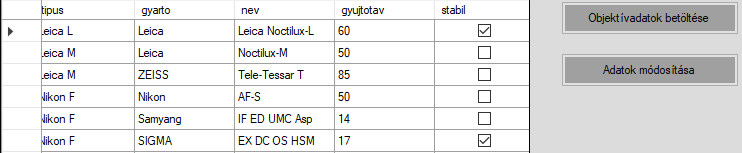 tipus gyarto nev gyujtotav stabil
Leica L Leica Leica Noctilux-L 60
Leica M Leica Noctilux-M 50
Leica M ZEISS Tele-Tessar T 85
Nikon F Nikon AF-S 50
Nikon F Samyang IF ED UMC Asp 14
Nikon F SIGMA EX DC OS HSM 17
Objektívadatok betöltése
Adatok módosítása